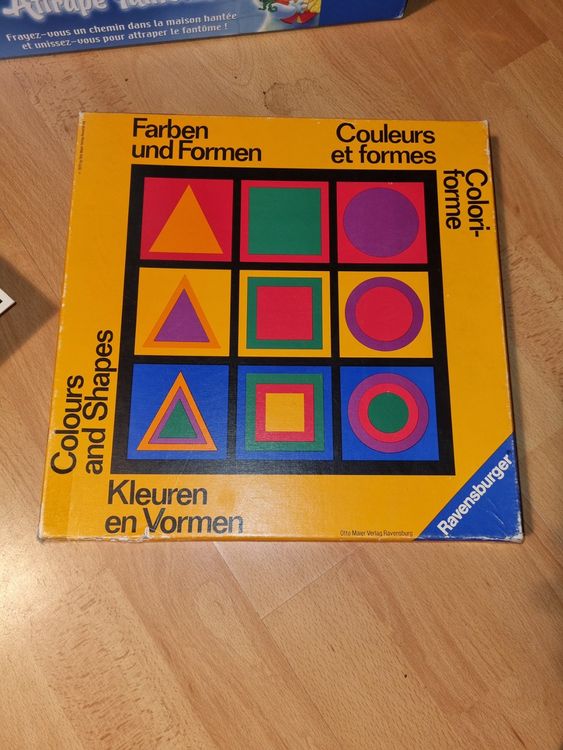 Frayez-vous un chemin dans la maison hantée
et unissez-vous pour attraper le fantôme !
Farben
und Formen
Couleurs
et formes
Colori-
forme
Colours
and Shapes
Kleuren
en Vormen
Otto Maier Verlag Ravensburg
Ravensburger